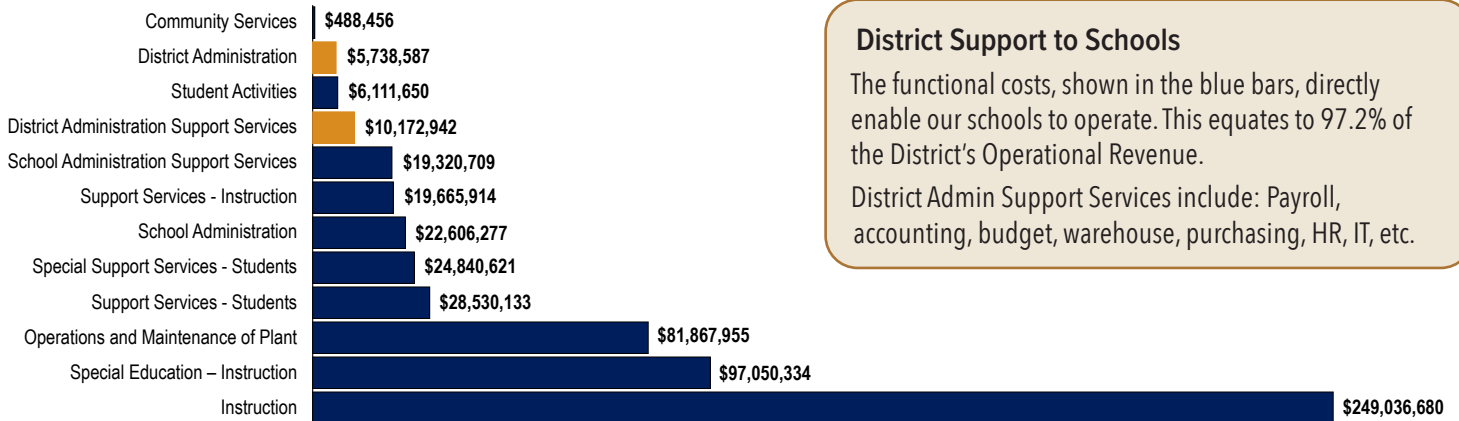 Community Services $488,456
District Administration $5,738,587
Student Activities $6,111,650
District Administration Support Services $10,172,942
School Administration Support Services $19,320,709
Support Services - Instruction $19,665,914
School Administration $22,606,277
Special Support Services - Students $24,840,621
Support Services - Students $28,530,133
Operations and Maintenance of Plant $81,867,955
Special Education – Instruction $97,050,334
Instruction $249,036,680
District Support to Schools
The functional costs, shown in the blue bars, directly
enable our schools to operate. This equates to 97.2% of
the District's Operational Revenue.
District Admin Support Services include: Payroll,
accounting, budget, warehouse, purchasing, HR, IT, etc.